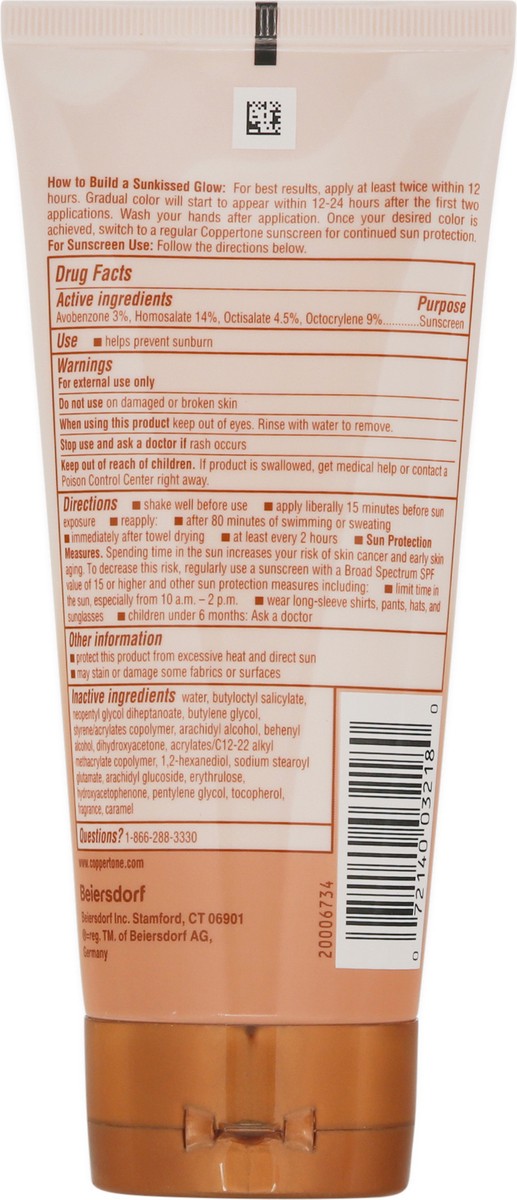 How to Build a Sunkissed Glow: For best results, apply at least twice within 12
hours. Gradual color will start to appear within 12-24 hours after the first two
applications. Wash your hands after application. Once your desired color is
achieved, switch to a regular Coppertone sunscreen for continued sun protection.
For Sunscreen Use: Follow the directions below.
Drug Facts
Active ingredients Purpose
Avobenzone 3%, Homosalate 14%, Octisalate 4.5%, Octocrylene 9%............Sunscreen
Use ■ helps prevent sunburn
Warnings
For external use only
Do not use on damaged or broken skin
When using this product keep out of eyes. Rinse with water to remove.
Stop use and ask a doctor if rash occurs
Keep out of reach of children. If product is swallowed, get medical help or contact a
Poison Control Center right away.
Directions ■ shake well before use ■ apply liberally 15 minutes before sun
exposure ■ reapply: ■ after 80 minutes of swimming or sweating
■ immediately after towel drying ■ at least every 2 hours ■ Sun Protection
Measures. Spending time in the sun increases your risk of skin cancer and early skin
aging. To decrease this risk, regularly use a sunscreen with a Broad Spectrum SPF
value of 15 or higher and other sun protection measures including: ■ limit time in
the sun, especially from 10 a.m. – 2 p.m. ■ wear long-sleeve shirts, pants, hats, and
sunglasses ■ children under 6 months: Ask a doctor
Other information
■ protect this product from excessive heat and direct sun
■ may stain or damage some fabrics or surfaces
Inactive ingredients water, butyloctyl salicylate,
neopentyl glycol diheptanoate, butylene glycol,
styrene/acrylates copolymer, arachidyl alcohol, behenyl
alcohol, dihydroxyacetone, acrylates/C12-22 alkyl
methacrylate copolymer, 1,2-hexanediol, sodium stearoyl
glutamate, arachidyl glucoside, erythrulose,
hydroxyacetophenone, pentylene glycol, tocopherol,
fragrance, caramel
Questions? 1-866-288-3330
www.coppertone.com
Beiersdorf
Beiersdorf Inc. Stamford, CT 06901
®=reg. TM. of Beiersdorf AG,
Germany
20006734
0 72140 03218 0